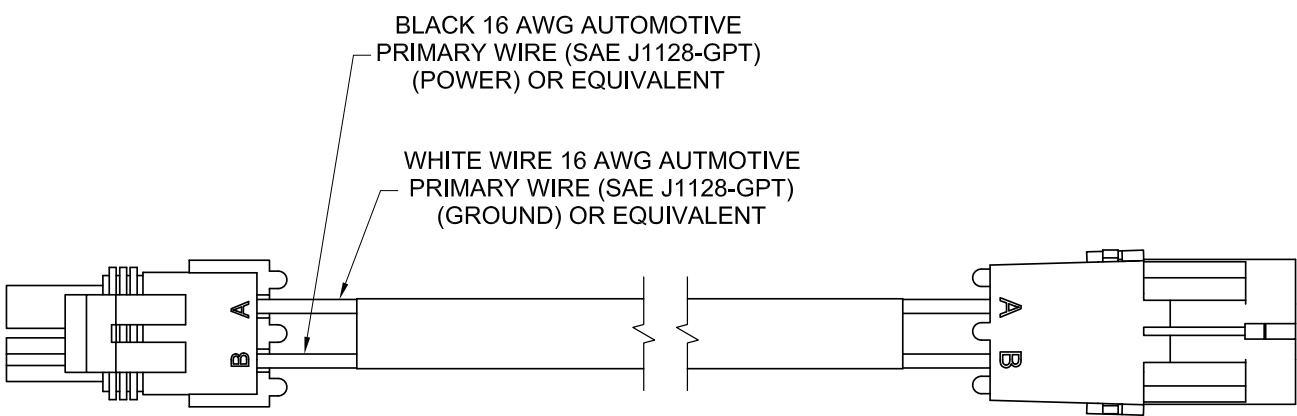 BLACK 16 AWG AUTOMOTIVE
PRIMARY WIRE (SAE J1128-GPT)
(POWER) OR EQUIVALENT
WHITE WIRE 16 AWG AUTMOTIVE
PRIMARY WIRE (SAE J1128-GPT)
(GROUND) OR EQUIVALENT
A
B
A
B